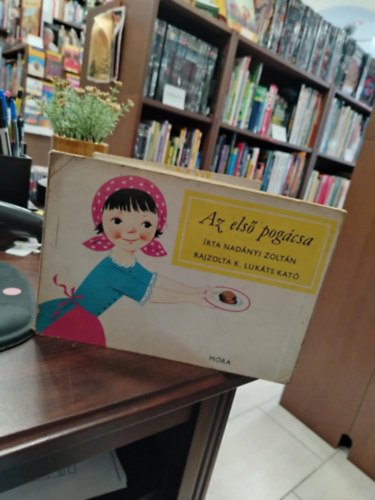 Az első pogácsa
ÍRTA NADÁNYI ZOLTÁN
RAJZOLTA K. LUKÁTS KATÓ
MÓRA